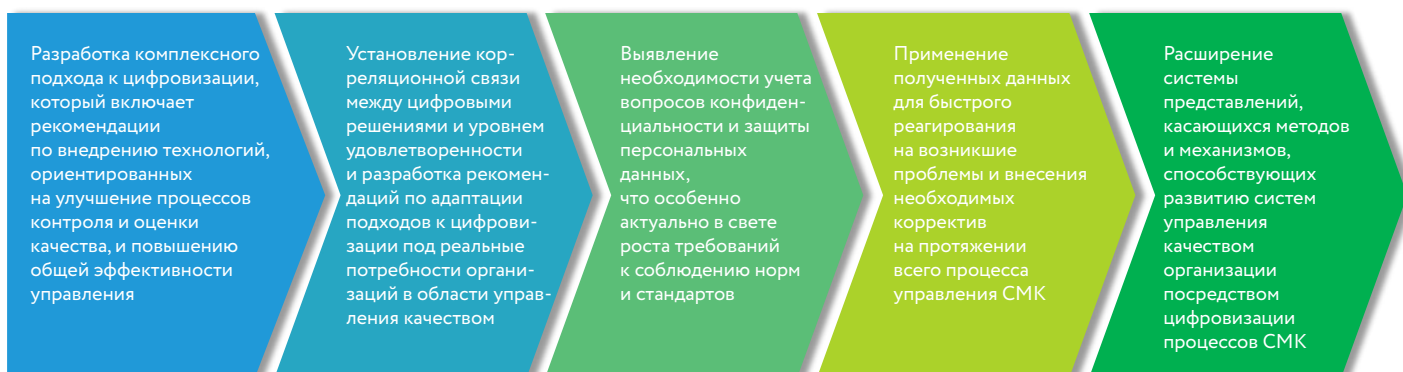 Разработка комплексного
подхода к цифровизации,
который включает
рекомендации
по внедрению технологий,
ориентированных
на улучшение процессов
контроля и оценки
качества, и повышению
общей эффективности
управления
Установление кор-
реляционной связи
между цифровыми
решениями и уровнем
удовлетворенности
и разработка рекомен-
даций по адаптации
подходов к цифрови-
зации под реальные
потребности органи-
заций в области управ-
ления качеством
Выявление
необходимости учета
вопросов конфиден-
циальности и защиты
персональных
данных,
что особенно
актуально в свете
роста требований
к соблюдению норм
и стандартов
Применение
полученных данных
для быстрого
реагирования
на возникшие
проблемы и внесения
необходимых
корректив
на протяжении
всего процесса
управления СМК
Расширение
системы
представлений,
касающихся методов
и механизмов,
способствующих
развитию систем
управления
качеством
организации
посредством
цифровизации
процессов СМК